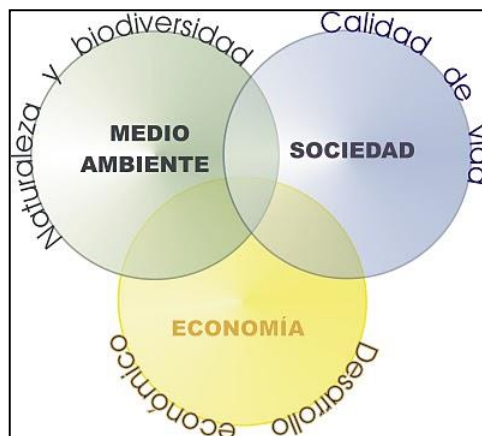 Naturaleza y biodiversidad
Calidad de vida
MEDIO
AMBIENTE
SOCIEDAD
ECONOMÍA
Desarrollo económico